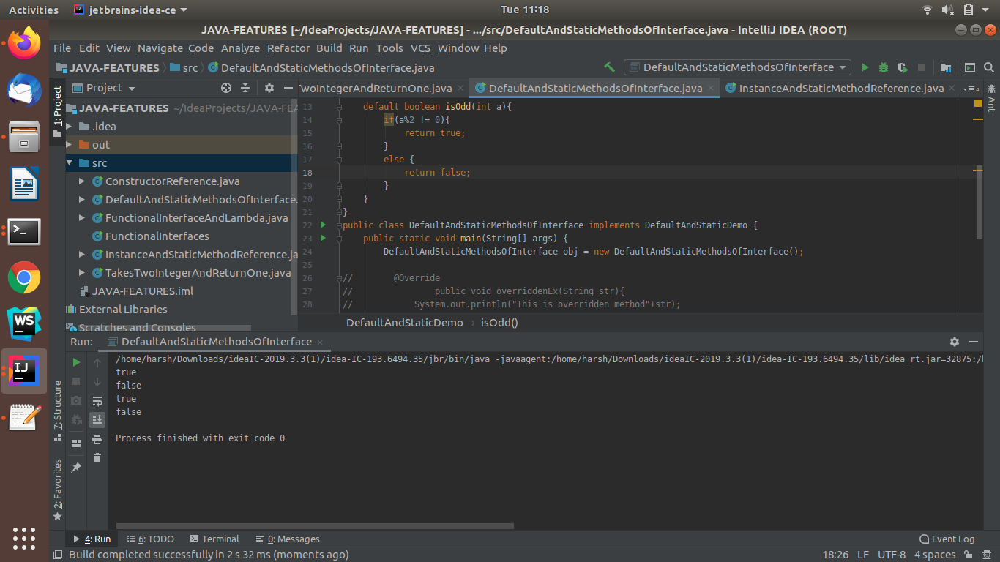 Activities jetbrains-idea-ce Tue 11:18
JAVA-FEATURES [~/IdeaProjects/JAVA-FEATURES] - .../src/DefaultAndStaticMethodsOfInterface.java - IntelliJ IDEA (ROOT)
File Edit View Navigate Code Analyze Refactor Build Run Tools VCS Window Help
JAVA-FEATURES src DefaultAndStaticMethodsOfInterface.java DefaultAndStaticMethodsOfInterface
1: Project
Project
TwoIntegerAndReturnOne.java DefaultAndStaticMethodsOfInterface.java InstanceAndStaticMethodReference.java 4
Ant
JAVA-FEATURES ~/IdeaProjects/JAVA-FEA
.idea
out
src
ConstructorReference.java
DefaultAndStaticMethodsOfInterface.
FunctionalInterfaceAndLambda.java
FunctionalInterfaces
InstanceAndStaticMethodReference.ja
TakesTwoIntegerAndReturnOne.java
JAVA-FEATURES.iml
External Libraries
Scratches and Consoles
13 default boolean isOdd(int a){
14 if(a%2 != 0){
15 return true;
16 }
17 else {
18 return false;
19 }
20 }
21 }
22 public class DefaultAndStaticMethodsOfInterface implements DefaultAndStaticDemo {
23 public static void main(String[] args) {
24 DefaultAndStaticMethodsOfInterface obj = new DefaultAndStaticMethodsOfInterface();
25
26 // @Override
27 // public void overriddenEx(String str){
28 // System.out.println("This is overridden method"+str);
DefaultAndStaticDemo › isOdd()
Run: DefaultAndStaticMethodsOfInterface
/home/harsh/Downloads/ideaIC-2019.3.3(1)/idea-IC-193.6494.35/jbr/bin/java -javaagent:/home/harsh/Downloads/ideaIC-2019.3.3(1)/idea-IC-193.6494.35/lib/idea_rt.jar=32875:/
true
false
true
false
Process finished with exit code 0
7: Structure
2: Favorites
WS
IJ
4: Run 6: TODO Terminal 0: Messages Event Log
Build completed successfully in 2 s 32 ms (moments ago) 18:26 LF UTF-8 4 spaces